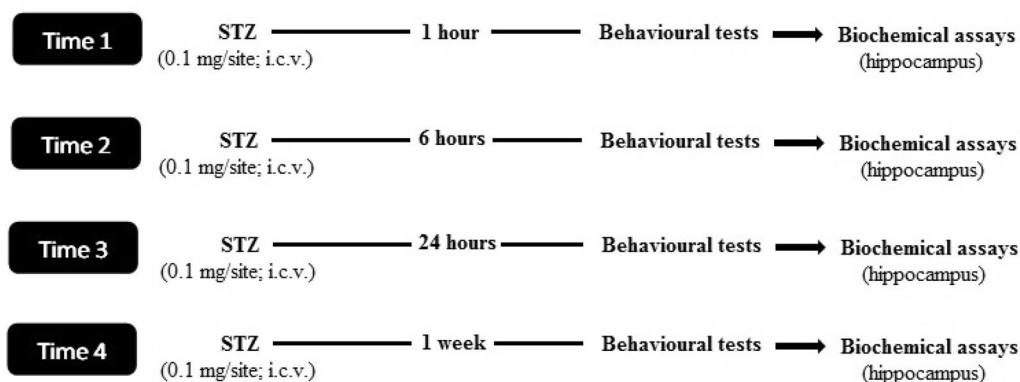 Time 1 STZ 1 hour Behavioural tests Biochemical assays
(0.1 mg/site; i.c.v.) (hippocampus)
Time 2 STZ 6 hours Behavioural tests Biochemical assays
(0.1 mg/site; i.c.v.) (hippocampus)
Time 3 STZ 24 hours Behavioural tests Biochemical assays
(0.1 mg/site; i.c.v.) (hippocampus)
Time 4 STZ 1 week Behavioural tests Biochemical assays
(0.1 mg/site; i.c.v.) (hippocampus)